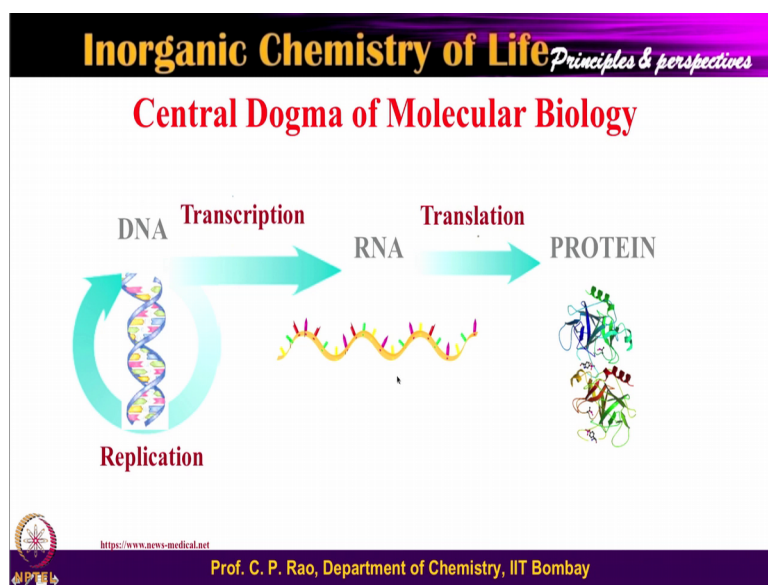 Inorganic Chemistry of Life Principles & perspectives
Central Dogma of Molecular Biology
DNA
Transcription
RNA
Translation
PROTEIN
Replication
https://www.news-medical.net
NPTEL
Prof. C. P. Rao, Department of Chemistry, IIT Bombay